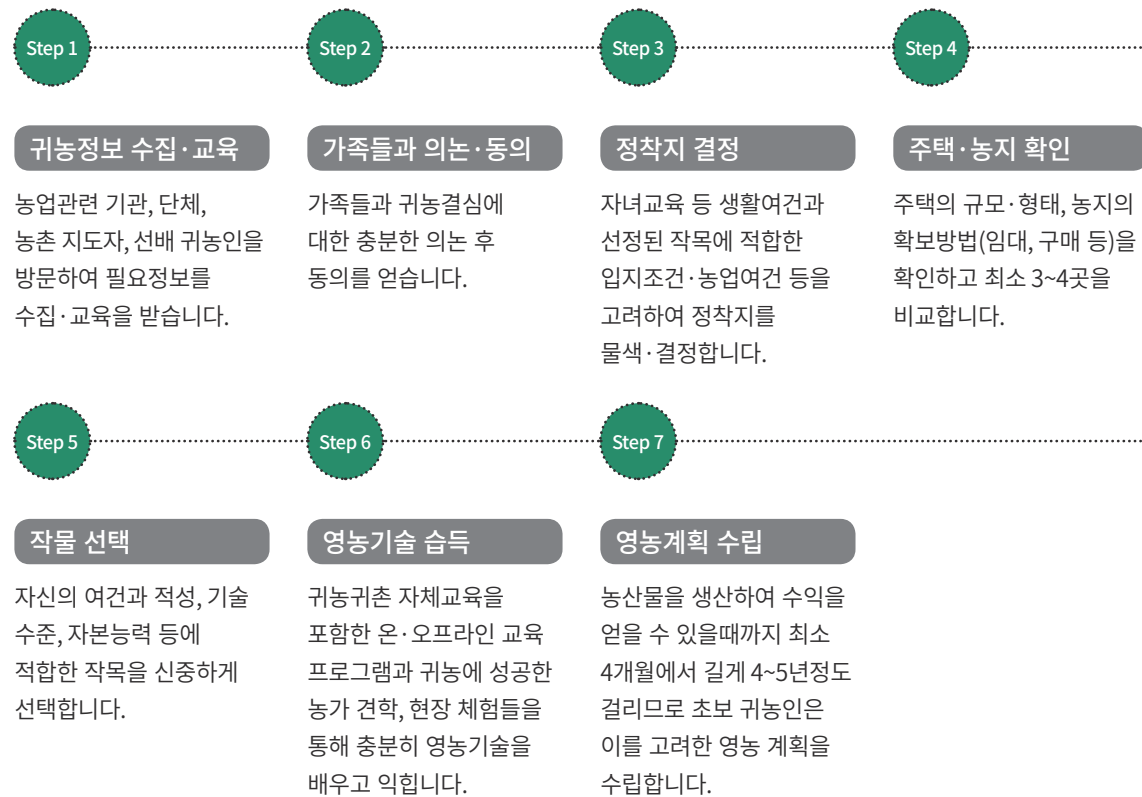 Step 1
귀농정보 수집·교육
농업관련 기관, 단체,
농촌 지도자, 선배 귀농인을
방문하여 필요정보를
수집·교육을 받습니다.
Step 2
가족들과 의논·동의
가족들과 귀농결심에
대한 충분한 의논 후
동의를 얻습니다.
Step 3
정착지 결정
자녀교육 등 생활여건과
선정된 작목에 적합한
입지조건·농업여건 등을
고려하여 정착지를
물색·결정합니다.
Step 4
주택·농지 확인
주택의 규모·형태, 농지의
확보방법(임대, 구매 등)을
확인하고 최소 3~4곳을
비교합니다.
Step 5
작물 선택
자신의 여건과 적성, 기술
수준, 자본능력 등에
적합한 작목을 신중하게
선택합니다.
Step 6
영농기술 습득
귀농귀촌 자체교육을
포함한 온·오프라인 교육
프로그램과 귀농에 성공한
농가 견학, 현장 체험들을
통해 충분히 영농기술을
배우고 익힙니다.
Step 7
영농계획 수립
농산물을 생산하여 수익을
얻을 수 있을때까지 최소
4개월에서 길게 4~5년정도
걸리므로 초보 귀농인은
이를 고려한 영농 계획을
수립합니다.